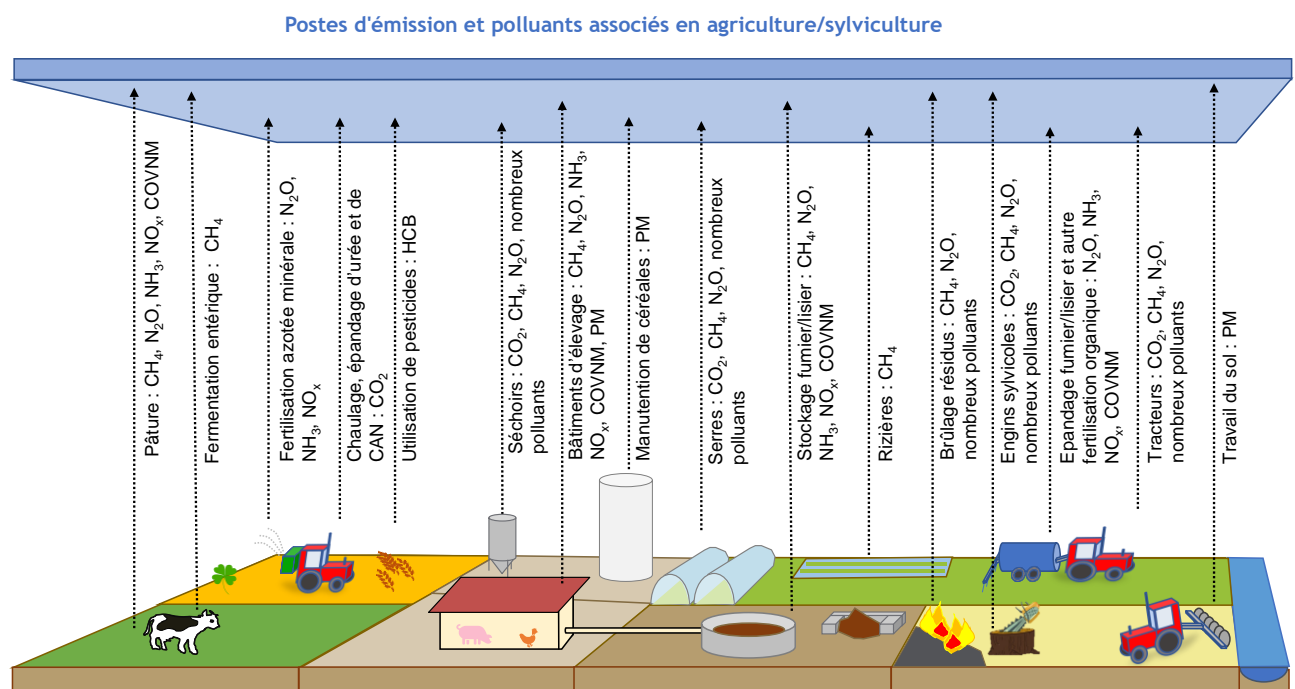 Postes d'émission et polluants associés en agriculture/sylviculture
Pâture : CH₄, N₂O, NH₃, NOₓ, COVNM
Fermentation entérique : CH₄
Fertilisation azotée minérale : N₂O,
NH₃, NOₓ
Chaulage, épandage d'urée et de
CAN : CO₂
Utilisation de pesticides : HCB
Séchoirs : CO₂, CH₄, N₂O, nombreux
polluants
Bâtiments d'élevage : CH₄, N₂O, NH₃,
NOₓ, COVNM, PM
Manutention de céréales : PM
Serres : CO₂, CH₄, N₂O, nombreux
polluants
Stockage fumier/lisier : CH₄, N₂O,
NH₃, NOₓ, COVNM
Rizières : CH₄
Brûlage résidus : CH₄, N₂O,
nombreux polluants
Engins sylvicoles : CO₂, CH₄, N₂O,
nombreux polluants
Epandage fumier/lisier et autre
fertilisation organique : N₂O, NH₃,
NOₓ, COVNM
Tracteurs : CO₂, CH₄, N₂O,
nombreux polluants
Travail du sol : PM